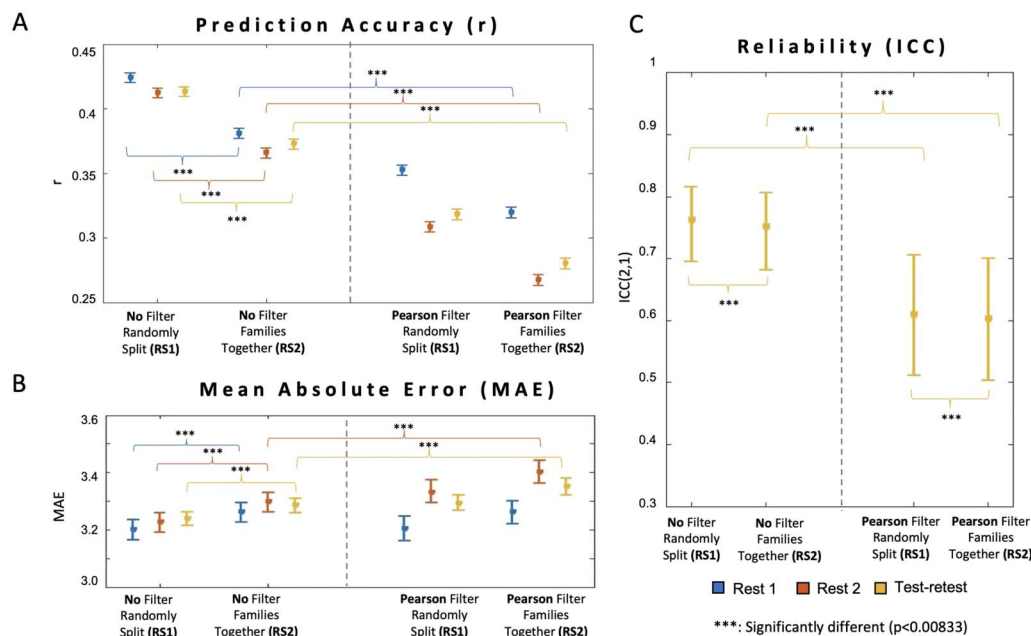 A
Prediction Accuracy (r)
0.45
0.4
0.35
0.3
0.25
r
***
***
***
***
***
***
No Filter
Randomly
Split (RS1)
No Filter
Families
Together (RS2)
Pearson Filter
Randomly
Split (RS1)
Pearson Filter
Families
Together (RS2)
B
Mean Absolute Error (MAE)
3.6
3.4
3.2
3.0
MAE
***
***
***
***
***
No Filter
Randomly
Split (RS1)
No Filter
Families
Together (RS2)
Pearson Filter
Randomly
Split (RS1)
Pearson Filter
Families
Together (RS2)
C
Reliability (ICC)
1
0.9
0.8
0.7
0.6
0.5
0.4
0.3
ICC(2,1)
***
***
***
***
No Filter
Randomly
Split (RS1)
No Filter
Families
Together (RS2)
Pearson Filter
Randomly
Split (RS1)
Pearson Filter
Families
Together (RS2)
Rest 1
Rest 2
Test-retest
***: Significantly different (p<0.00833)